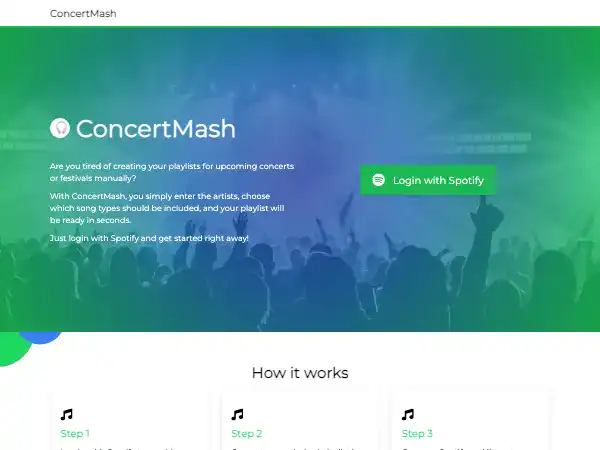 ConcertMash
ConcertMash
Are you tired of creating your playlists for upcoming concerts
or festivals manually?
With ConcertMash, you simply enter the artists, choose
which song types should be included, and your playlist will
be ready in seconds.
Just login with Spotify and get started right away!
Login with Spotify
How it works
Step 1
Step 2
Step 3